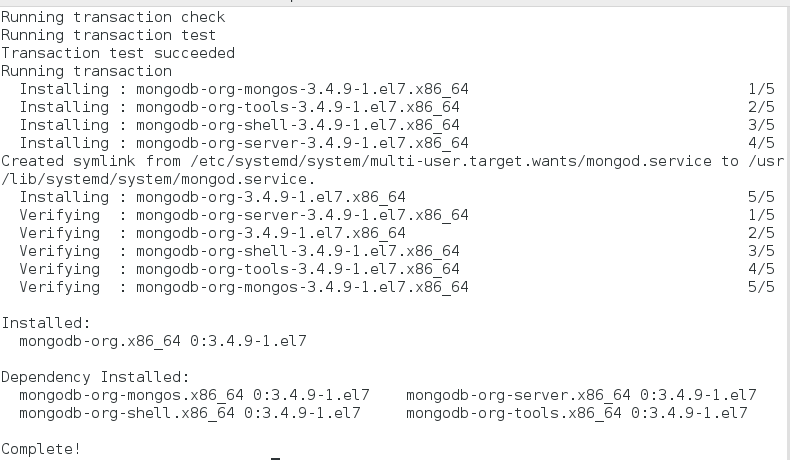 Running transaction check
Running transaction test
Transaction test succeeded
Running transaction
  Installing : mongodb-org-mongos-3.4.9-1.el7.x86_64                               1/5
  Installing : mongodb-org-tools-3.4.9-1.el7.x86_64                                2/5
  Installing : mongodb-org-shell-3.4.9-1.el7.x86_64                                3/5
  Installing : mongodb-org-server-3.4.9-1.el7.x86_64                               4/5
Created symlink from /etc/systemd/system/multi-user.target.wants/mongod.service to /usr
/lib/systemd/system/mongod.service.
  Installing : mongodb-org-3.4.9-1.el7.x86_64                                      5/5
  Verifying  : mongodb-org-server-3.4.9-1.el7.x86_64                               1/5
  Verifying  : mongodb-org-3.4.9-1.el7.x86_64                                      2/5
  Verifying  : mongodb-org-shell-3.4.9-1.el7.x86_64                                3/5
  Verifying  : mongodb-org-tools-3.4.9-1.el7.x86_64                                4/5
  Verifying  : mongodb-org-mongos-3.4.9-1.el7.x86_64                               5/5

Installed:
  mongodb-org.x86_64 0:3.4.9-1.el7

Dependency Installed:
  mongodb-org-mongos.x86_64 0:3.4.9-1.el7    mongodb-org-server.x86_64 0:3.4.9-1.el7
  mongodb-org-shell.x86_64 0:3.4.9-1.el7     mongodb-org-tools.x86_64 0:3.4.9-1.el7

Complete!